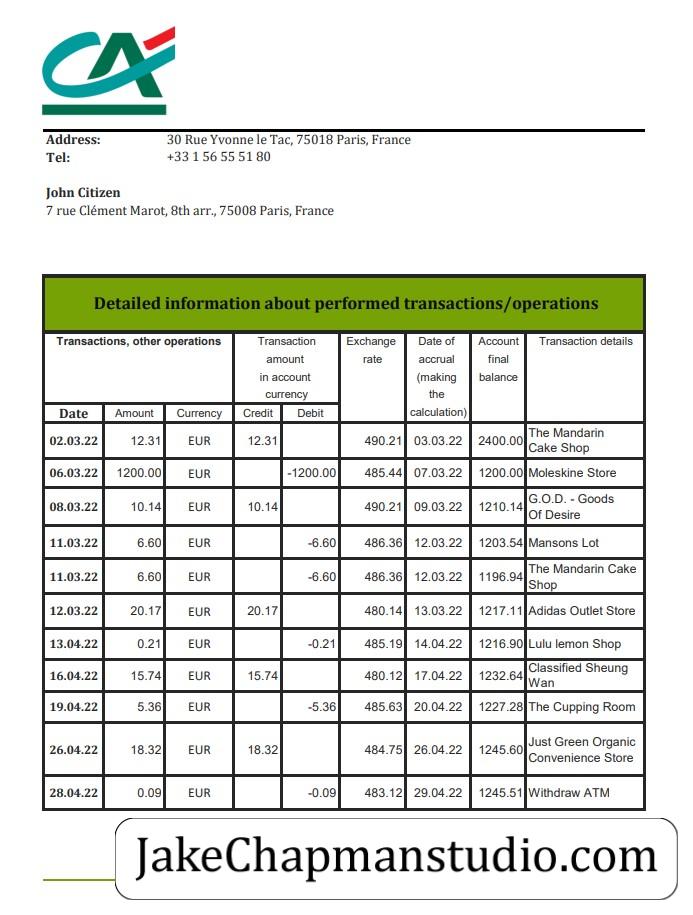 CA
Address: 30 Rue Yvonne le Tac, 75018 Paris, France
Tel: +33 1 56 55 51 80
John Citizen
7 rue Clément Marot, 8th arr., 75008 Paris, France
Detailed information about performed transactions/operations
Transactions, other operations
Transaction
amount
in account
currency
Exchange
rate
Date of
accrual
(making
the
calculation)
Account
final
balance
Transaction details
Date Amount Currency Credit Debit
02.03.22 12.31 EUR 12.31 490.21 03.03.22 2400.00 The Mandarin
Cake Shop
06.03.22 1200.00 EUR -1200.00 485.44 07.03.22 1200.00 Moleskine Store
08.03.22 10.14 EUR 10.14 490.21 09.03.22 1210.14 G.O.D. - Goods
Of Desire
11.03.22 6.60 EUR -6.60 486.36 12.03.22 1203.54 Mansons Lot
11.03.22 6.60 EUR -6.60 486.36 12.03.22 1196.94 The Mandarin Cake
Shop
12.03.22 20.17 EUR 20.17 480.14 13.03.22 1217.11 Adidas Outlet Store
13.04.22 0.21 EUR -0.21 485.19 14.04.22 1216.90 Lulu lemon Shop
16.04.22 15.74 EUR 15.74 480.12 17.04.22 1232.64 Classified Sheung
Wan
19.04.22 5.36 EUR -5.36 485.63 20.04.22 1227.28 The Cupping Room
26.04.22 18.32 EUR 18.32 484.75 26.04.22 1245.60 Just Green Organic
Convenience Store
28.04.22 0.09 EUR -0.09 483.12 29.04.22 1245.51 Withdraw ATM
JakeChapmanstudio.com